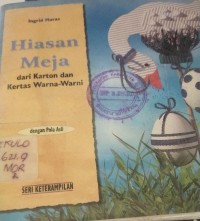 Ingrid Moras
Hiasan
Meja
dari Karton dan
Kertas Warna-Warni
dengan Pola Asli
SERI KETERAMPILAN